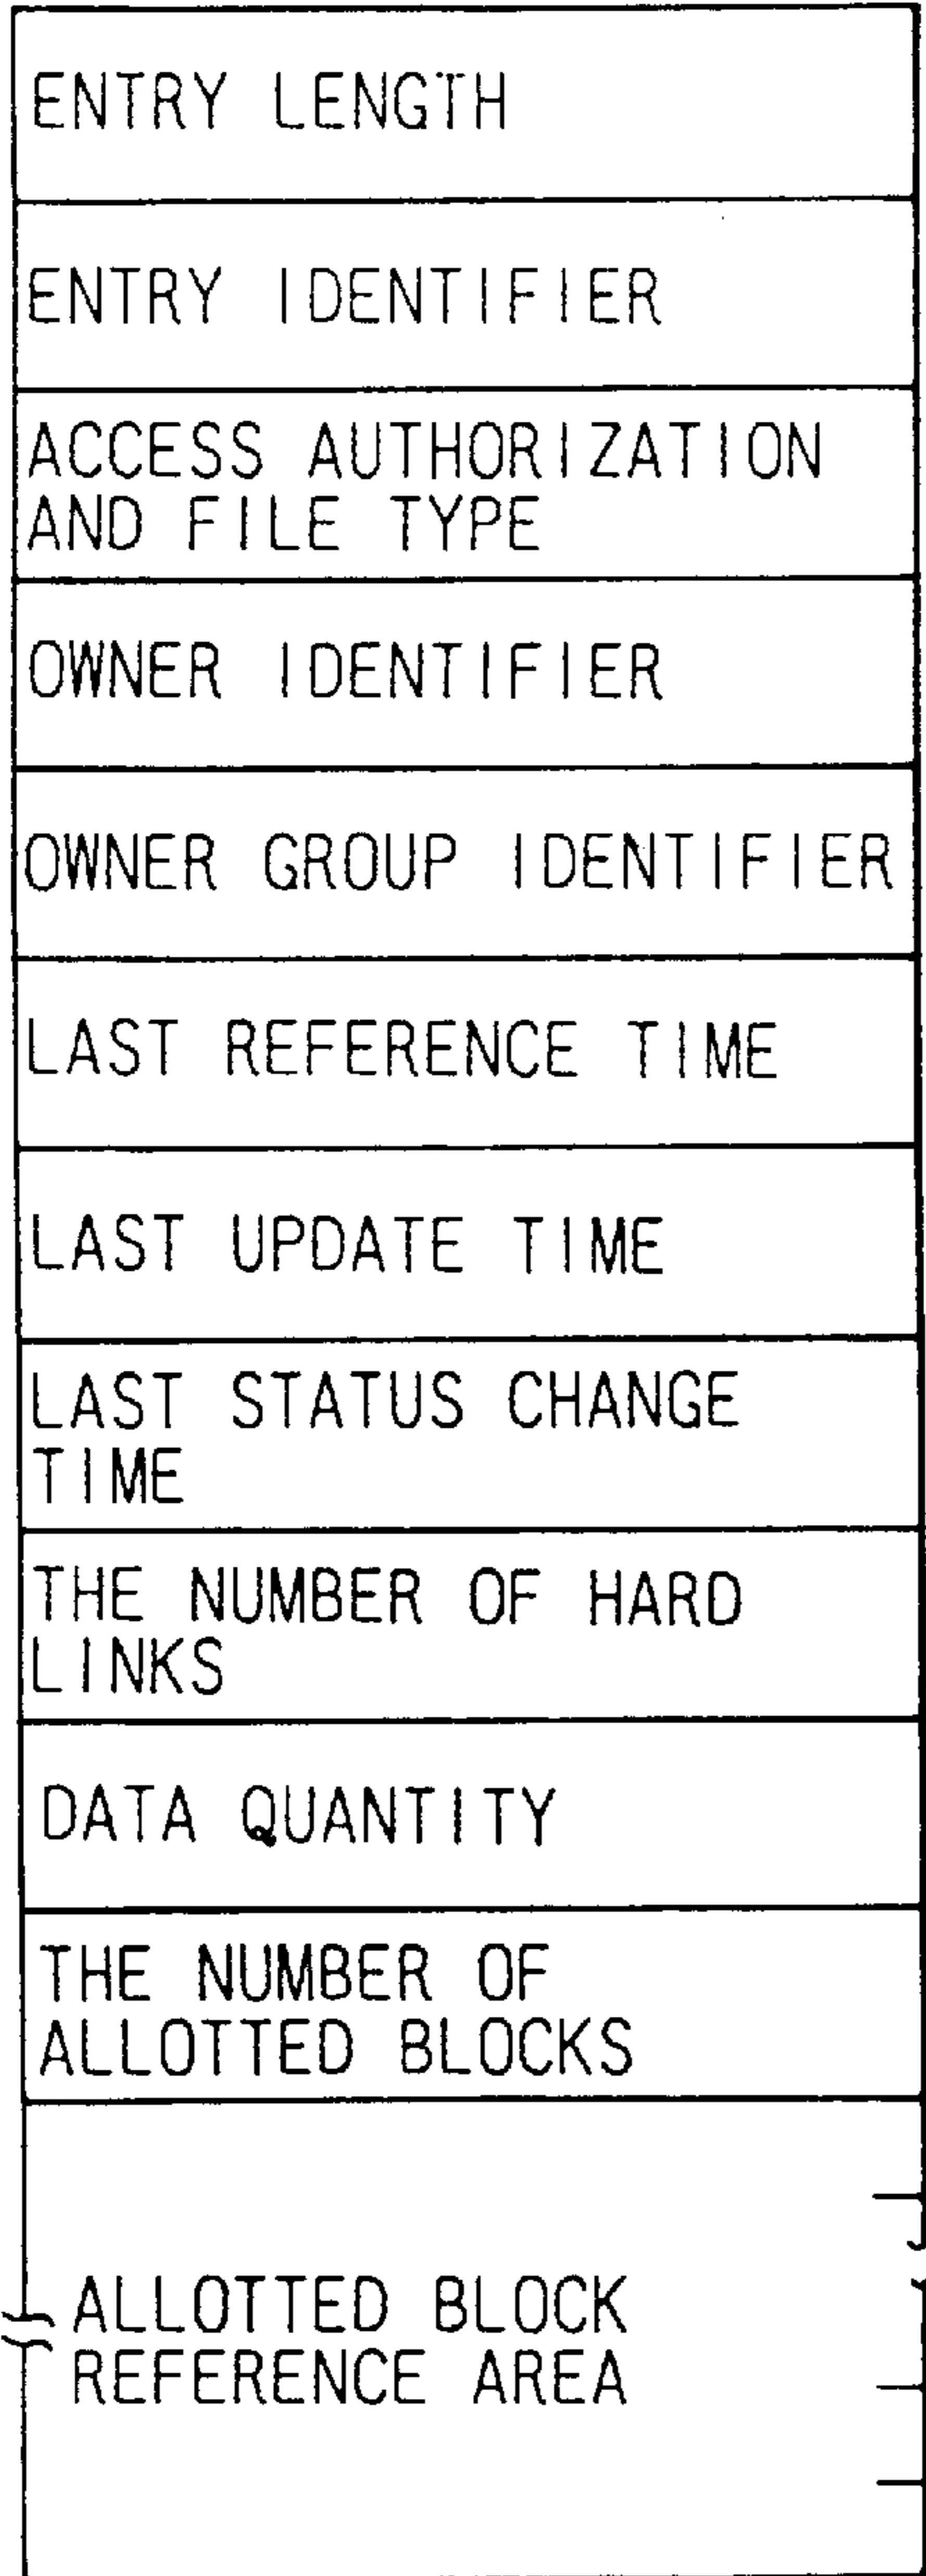 ENTRY LENGTH
ENTRY IDENTIFIER
ACCESS AUTHORIZATION
AND FILE TYPE
OWNER IDENTIFIER
OWNER GROUP IDENTIFIER
LAST REFERENCE TIME
LAST UPDATE TIME
LAST STATUS CHANGE
TIME
THE NUMBER OF HARD
LINKS
DATA QUANTITY
THE NUMBER OF
ALLOTTED BLOCKS
ALLOTTED BLOCK
REFERENCE AREA